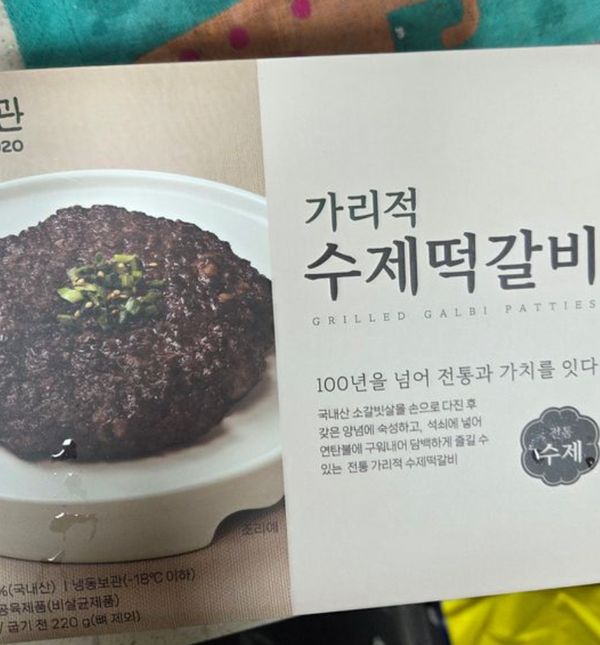 관
020
가리적
수제떡갈비
GRILLED GALBI PATTIES
100년을 넘어 전통과 가치를 잇다
국내산 소갈빗살을 손으로 다진 후
갖은 양념에 숙성하고, 석쇠에 넣어
연탄불에 구워내어 담백하게 즐길 수
있는 전통 가리적 수제떡갈비
전통
수제
조리예
%(국내산) | 냉동보관(-18℃ 이하)
공육제품(비살균제품)
/ 굽기 전 220 g(뼈 제외)